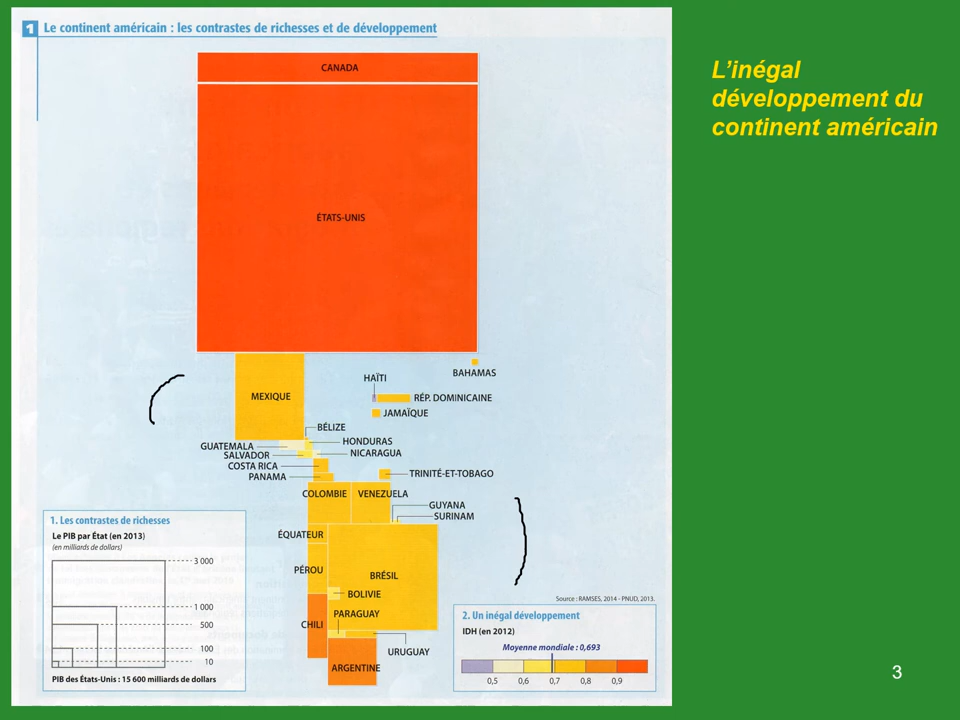 1 Le continent américain : les contrastes de richesses et de développement
L’inégal
développement du
continent américain
CANADA
ÉTATS-UNIS
BAHAMAS
HAÏTI
MEXIQUE
RÉP. DOMINICAINE
JAMAÏQUE
BÉLIZE
GUATEMALA
HONDURAS
SALVADOR
NICARAGUA
COSTA RICA
PANAMA
TRINITÉ-ET-TOBAGO
COLOMBIE
VENEZUELA
GUYANA
SURINAM
ÉQUATEUR
PÉROU
BRÉSIL
BOLIVIE
PARAGUAY
CHILI
URUGUAY
ARGENTINE
1. Les contrastes de richesses
Le PIB par État (en 2013)
(en milliards de dollars)
3 000
1 000
500
100
10
PIB des États-Unis : 15 600 milliards de dollars
Source : RAMSES, 2014 - PNUD, 2013.
2. Un inégal développement
IDH (en 2012)
Moyenne mondiale : 0,693
0,5 0,6 0,7 0,8 0,9
3